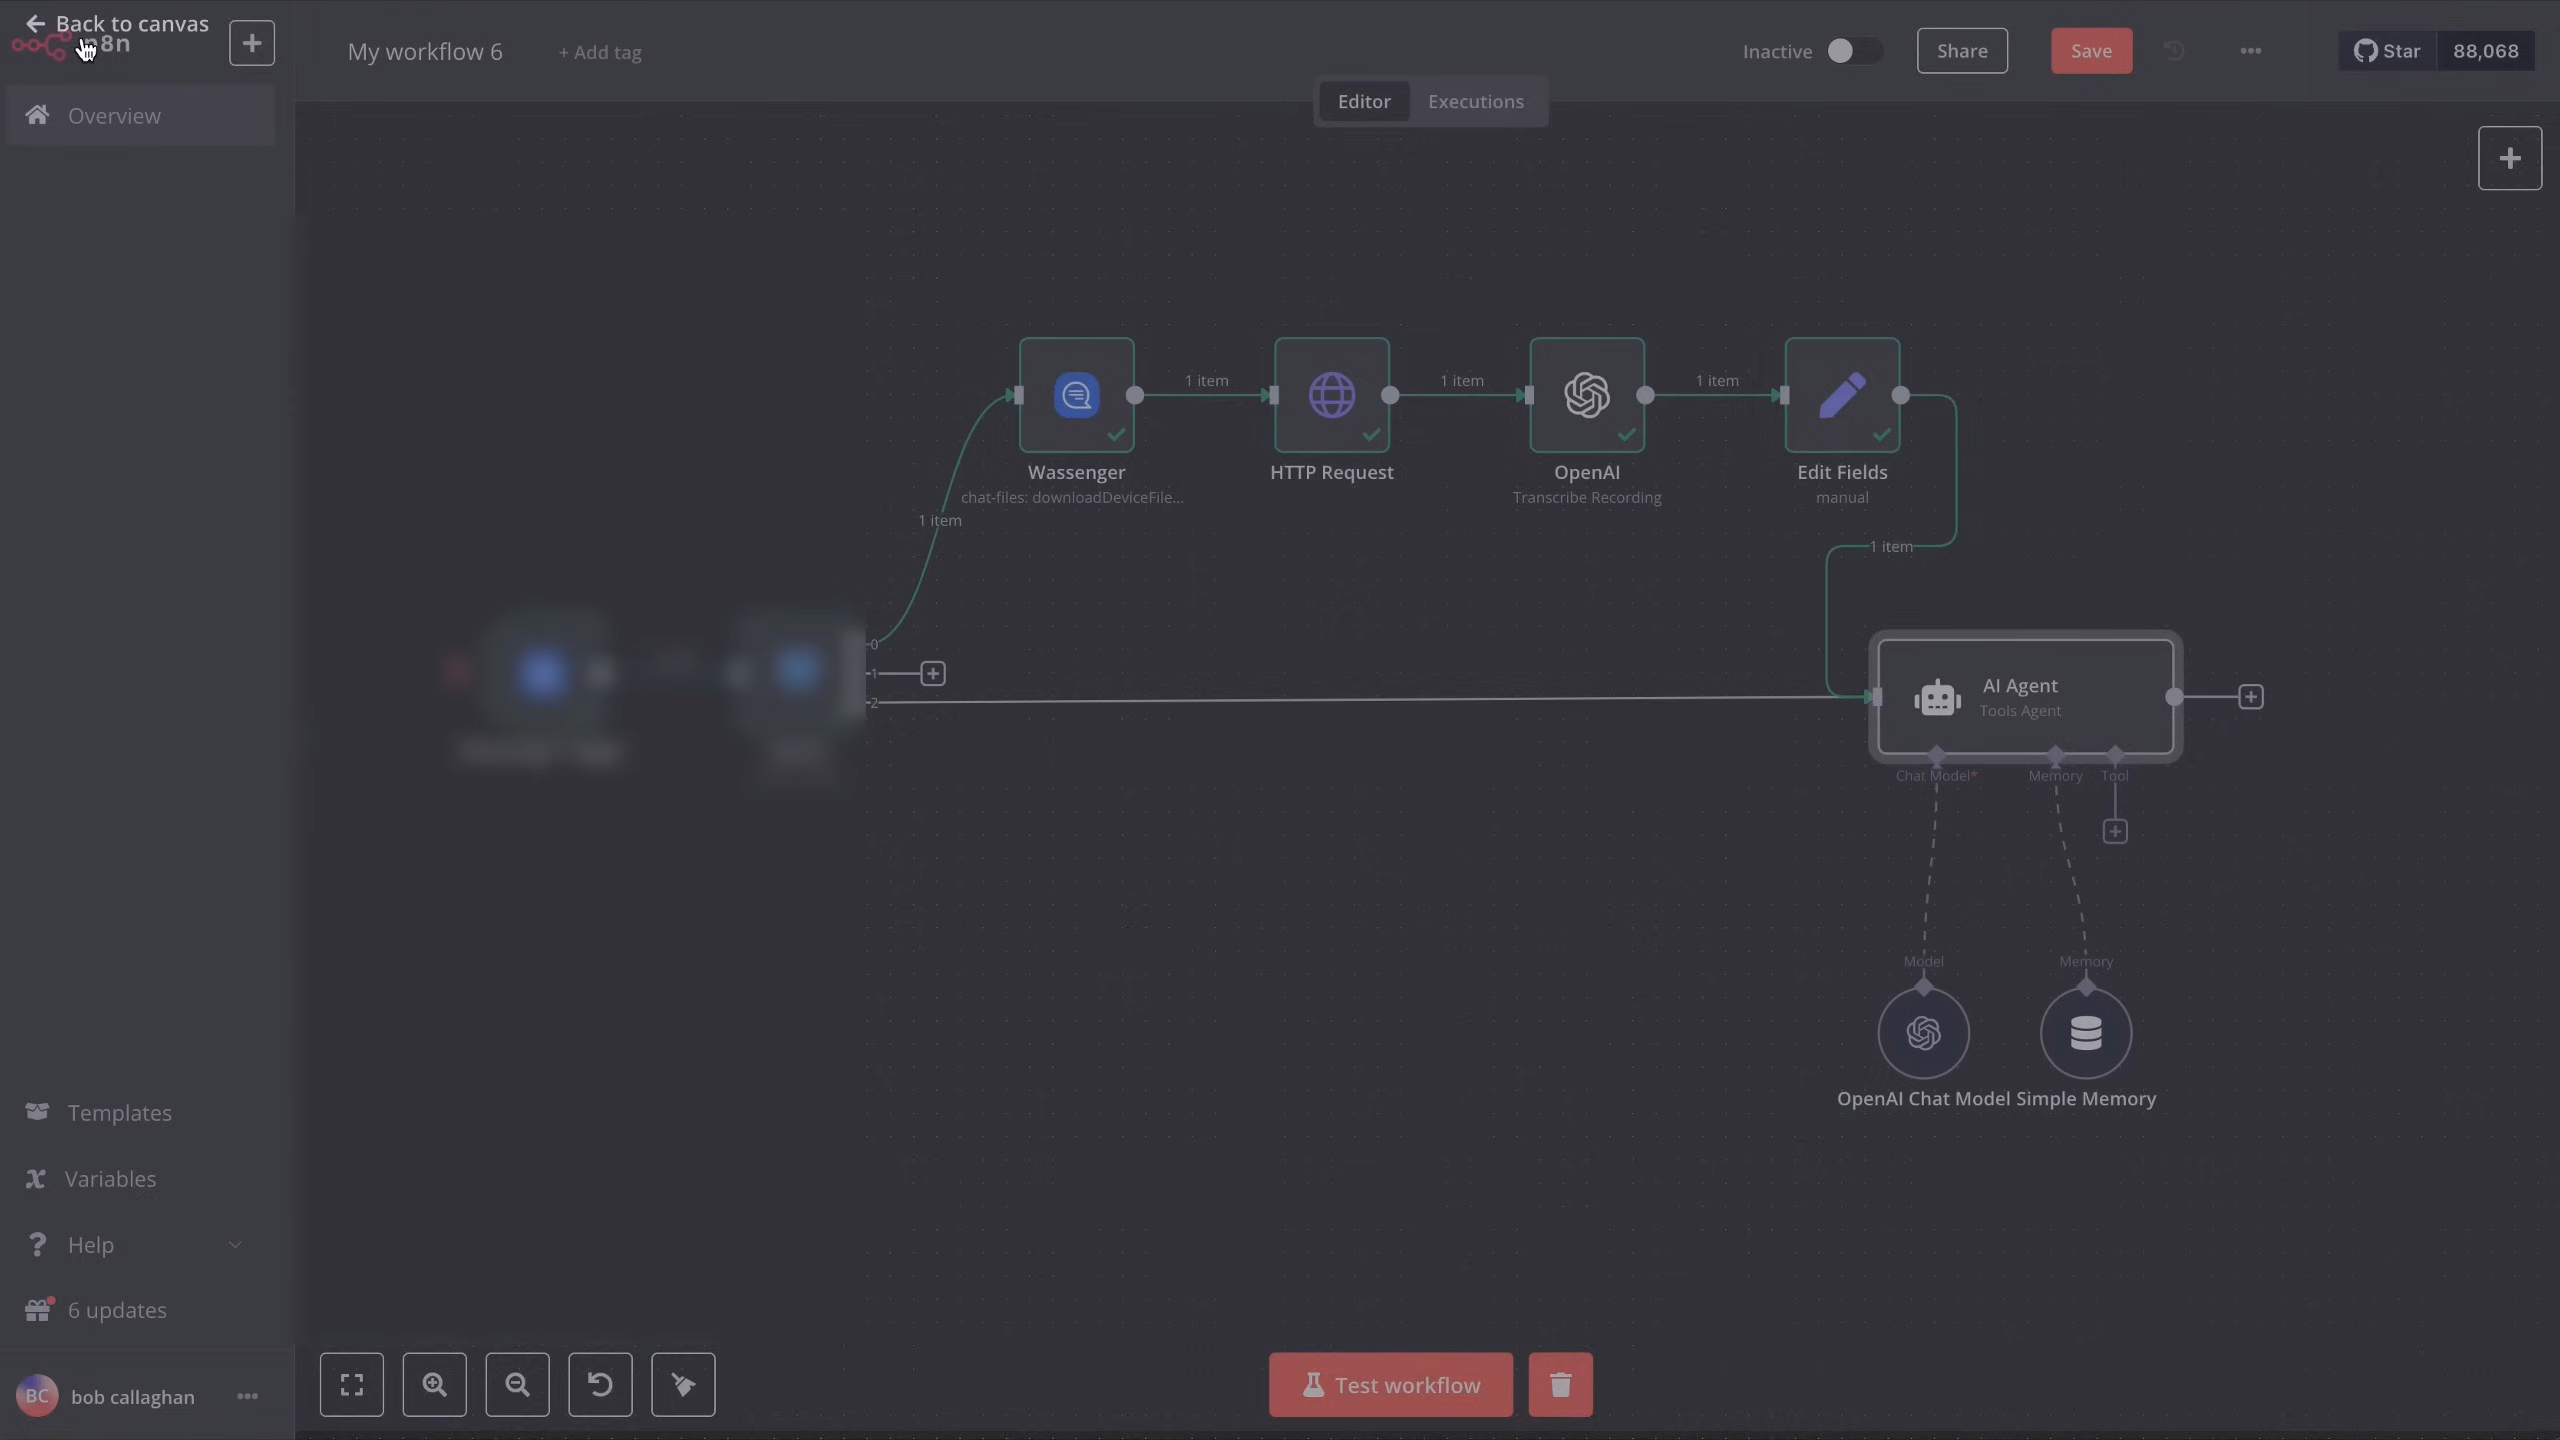 Back to canvas
n8n
My workflow 6
+ Add tag
Inactive
Share
Save
Star
88,068
Editor
Executions
Overview
1 item
1 item
1 item
Wassenger
chat-files: downloadDeviceFile...
HTTP Request
OpenAI
Transcribe Recording
Edit Fields
manual
1 item
1 item
0
1
2
AI Agent
Tools Agent
Chat Model*
Memory
Tool
Model
Memory
OpenAI Chat Model
Simple Memory
Templates
Variables
Help
6 updates
BC
bob callaghan
Test workflow